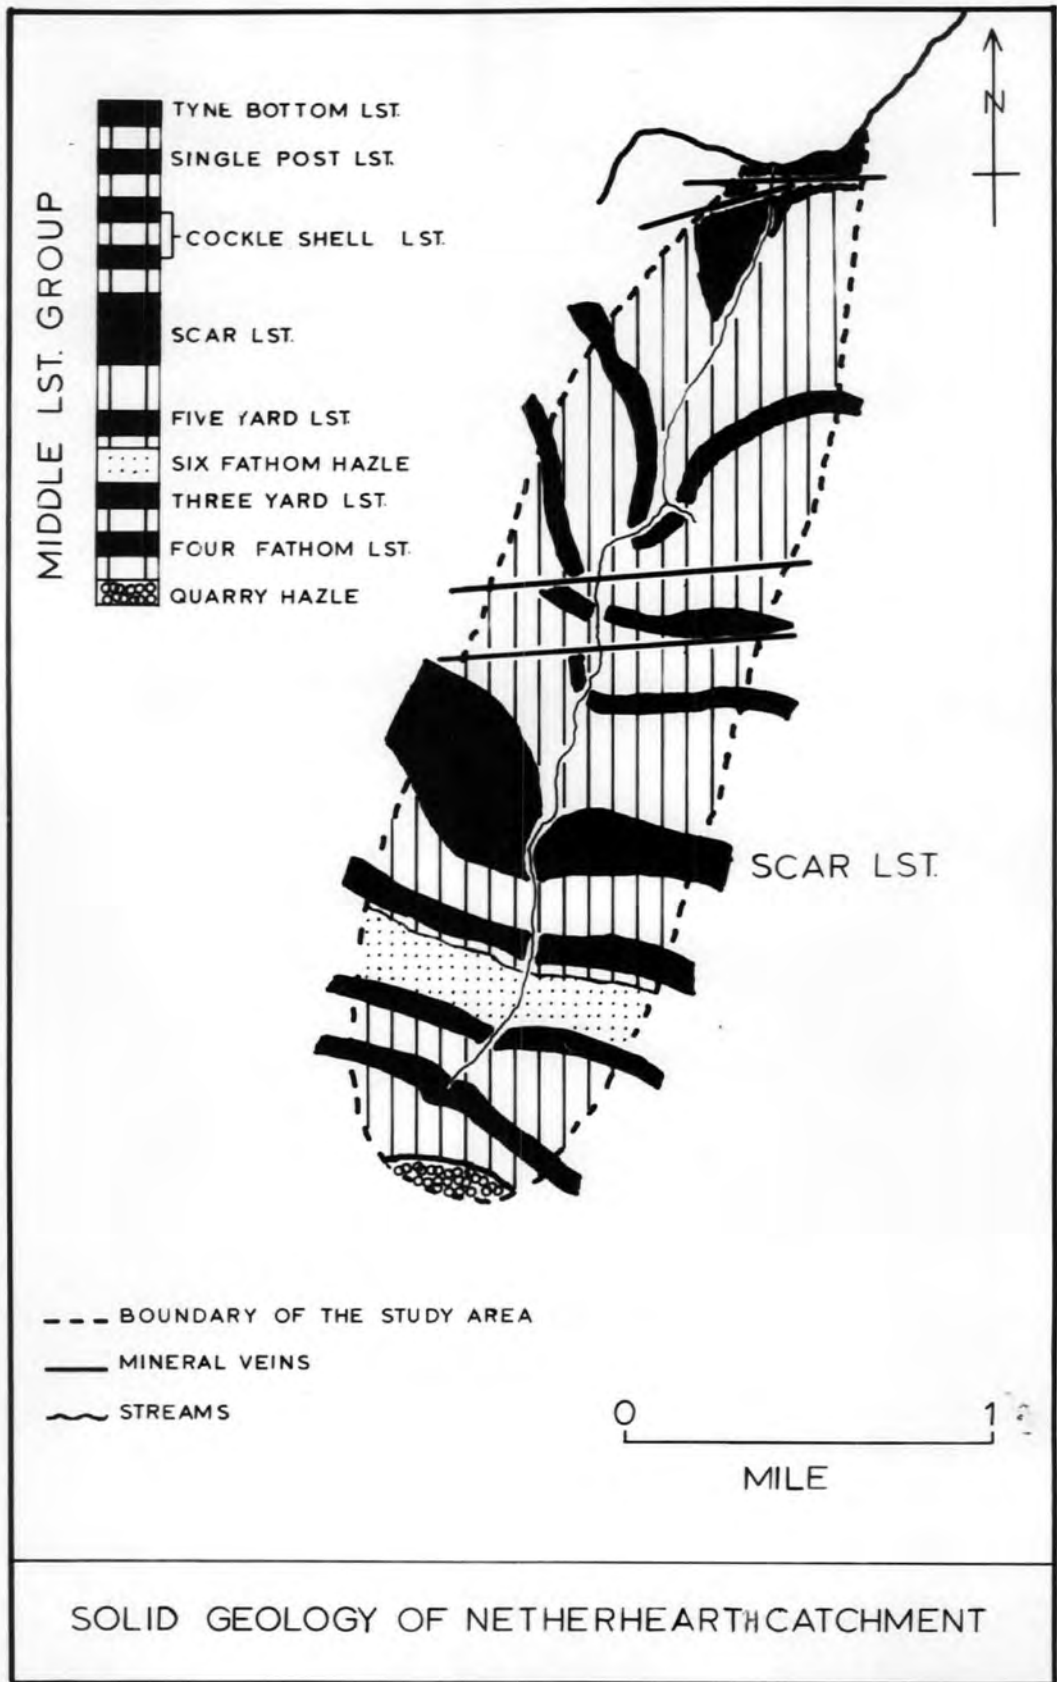 N
MIDDLE LST. GROUP
TYNE BOTTOM LST.
SINGLE POST LST.
COCKLE SHELL LST.
SCAR LST.
FIVE YARD LST.
SIX FATHOM HAZLE
THREE YARD LST.
FOUR FATHOM LST.
QUARRY HAZLE
SCAR LST.
BOUNDARY OF THE STUDY AREA
MINERAL VEINS
STREAMS
0 1
MILE
SOLID GEOLOGY OF NETHERHEARTH CATCHMENT